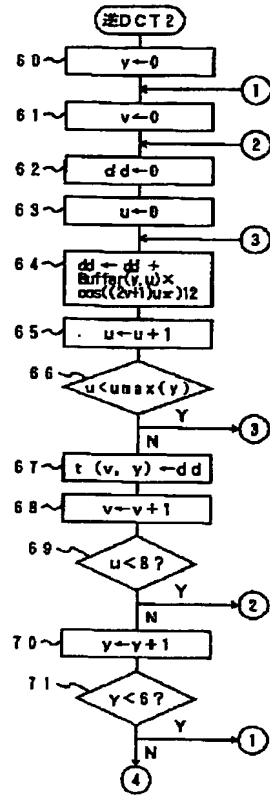 逆DCT2
60
y←0
①
61
v←0
②
62
dd←0
63
u←0
③
64
dd ← dd +
Buffer(y,u)×
cos((2v+1)uπ)12
65
u←u+1
66
u<umax(y)
Y
③
N
67
t (v, y) ←dd
68
v←v+1
69
u<8?
Y
②
N
70
y←y+1
71
y<6?
Y
①
N
④